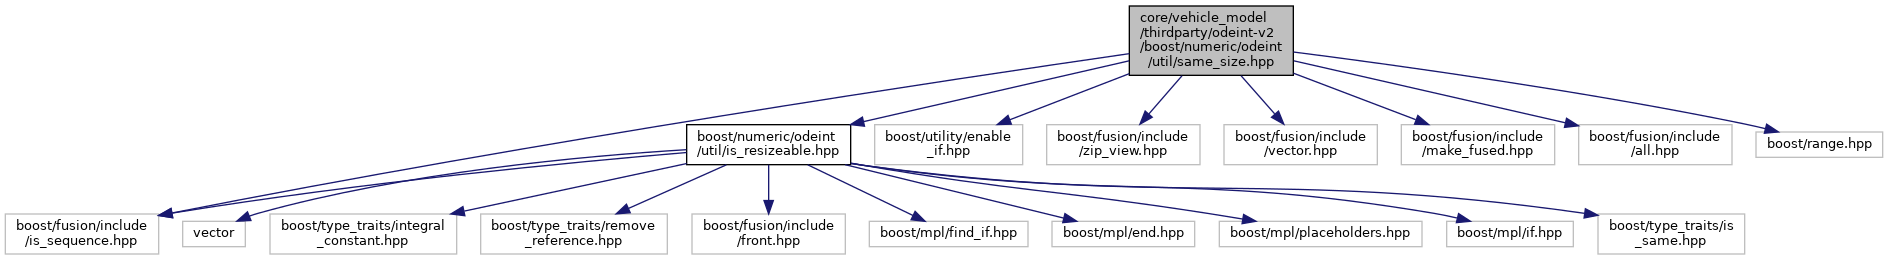 core/vehicle_model
/thirdparty/odeint-v2
/boost/numeric/odeint
/util/same_size.hpp
boost/numeric/odeint
/util/is_resizeable.hpp
boost/utility/enable
_if.hpp
boost/fusion/include
/zip_view.hpp
boost/fusion/include
/vector.hpp
boost/fusion/include
/make_fused.hpp
boost/fusion/include
/all.hpp
boost/range.hpp
boost/fusion/include
/is_sequence.hpp
vector
boost/type_traits/integral
_constant.hpp
boost/type_traits/remove
_reference.hpp
boost/fusion/include
/front.hpp
boost/mpl/find_if.hpp
boost/mpl/end.hpp
boost/mpl/placeholders.hpp
boost/mpl/if.hpp
boost/type_traits/is
_same.hpp